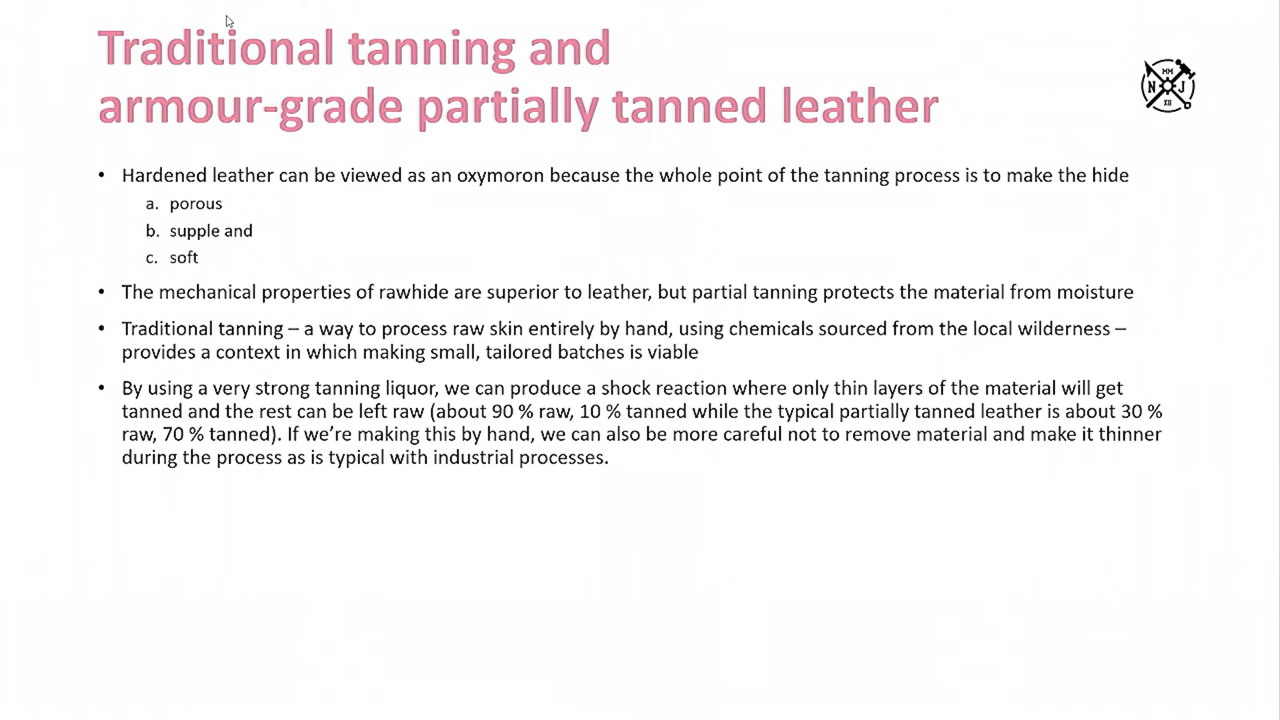 Traditional tanning and
armour-grade partially tanned leather
MM
N J
XII
• Hardened leather can be viewed as an oxymoron because the whole point of the tanning process is to make the hide
a. porous
b. supple and
c. soft
• The mechanical properties of rawhide are superior to leather, but partial tanning protects the material from moisture
• Traditional tanning – a way to process raw skin entirely by hand, using chemicals sourced from the local wilderness –
provides a context in which making small, tailored batches is viable
• By using a very strong tanning liquor, we can produce a shock reaction where only thin layers of the material will get
tanned and the rest can be left raw (about 90 % raw, 10 % tanned while the typical partially tanned leather is about 30 %
raw, 70 % tanned). If we’re making this by hand, we can also be more careful not to remove material and make it thinner
during the process as is typical with industrial processes.